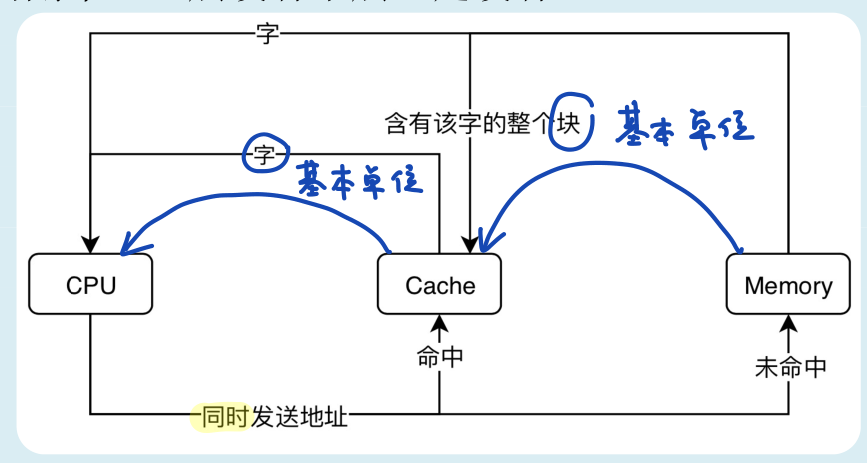 字
含有该字的整个块
基本单位
字
基本单位
CPU
Cache
Memory
命中
未命中
同时发送地址